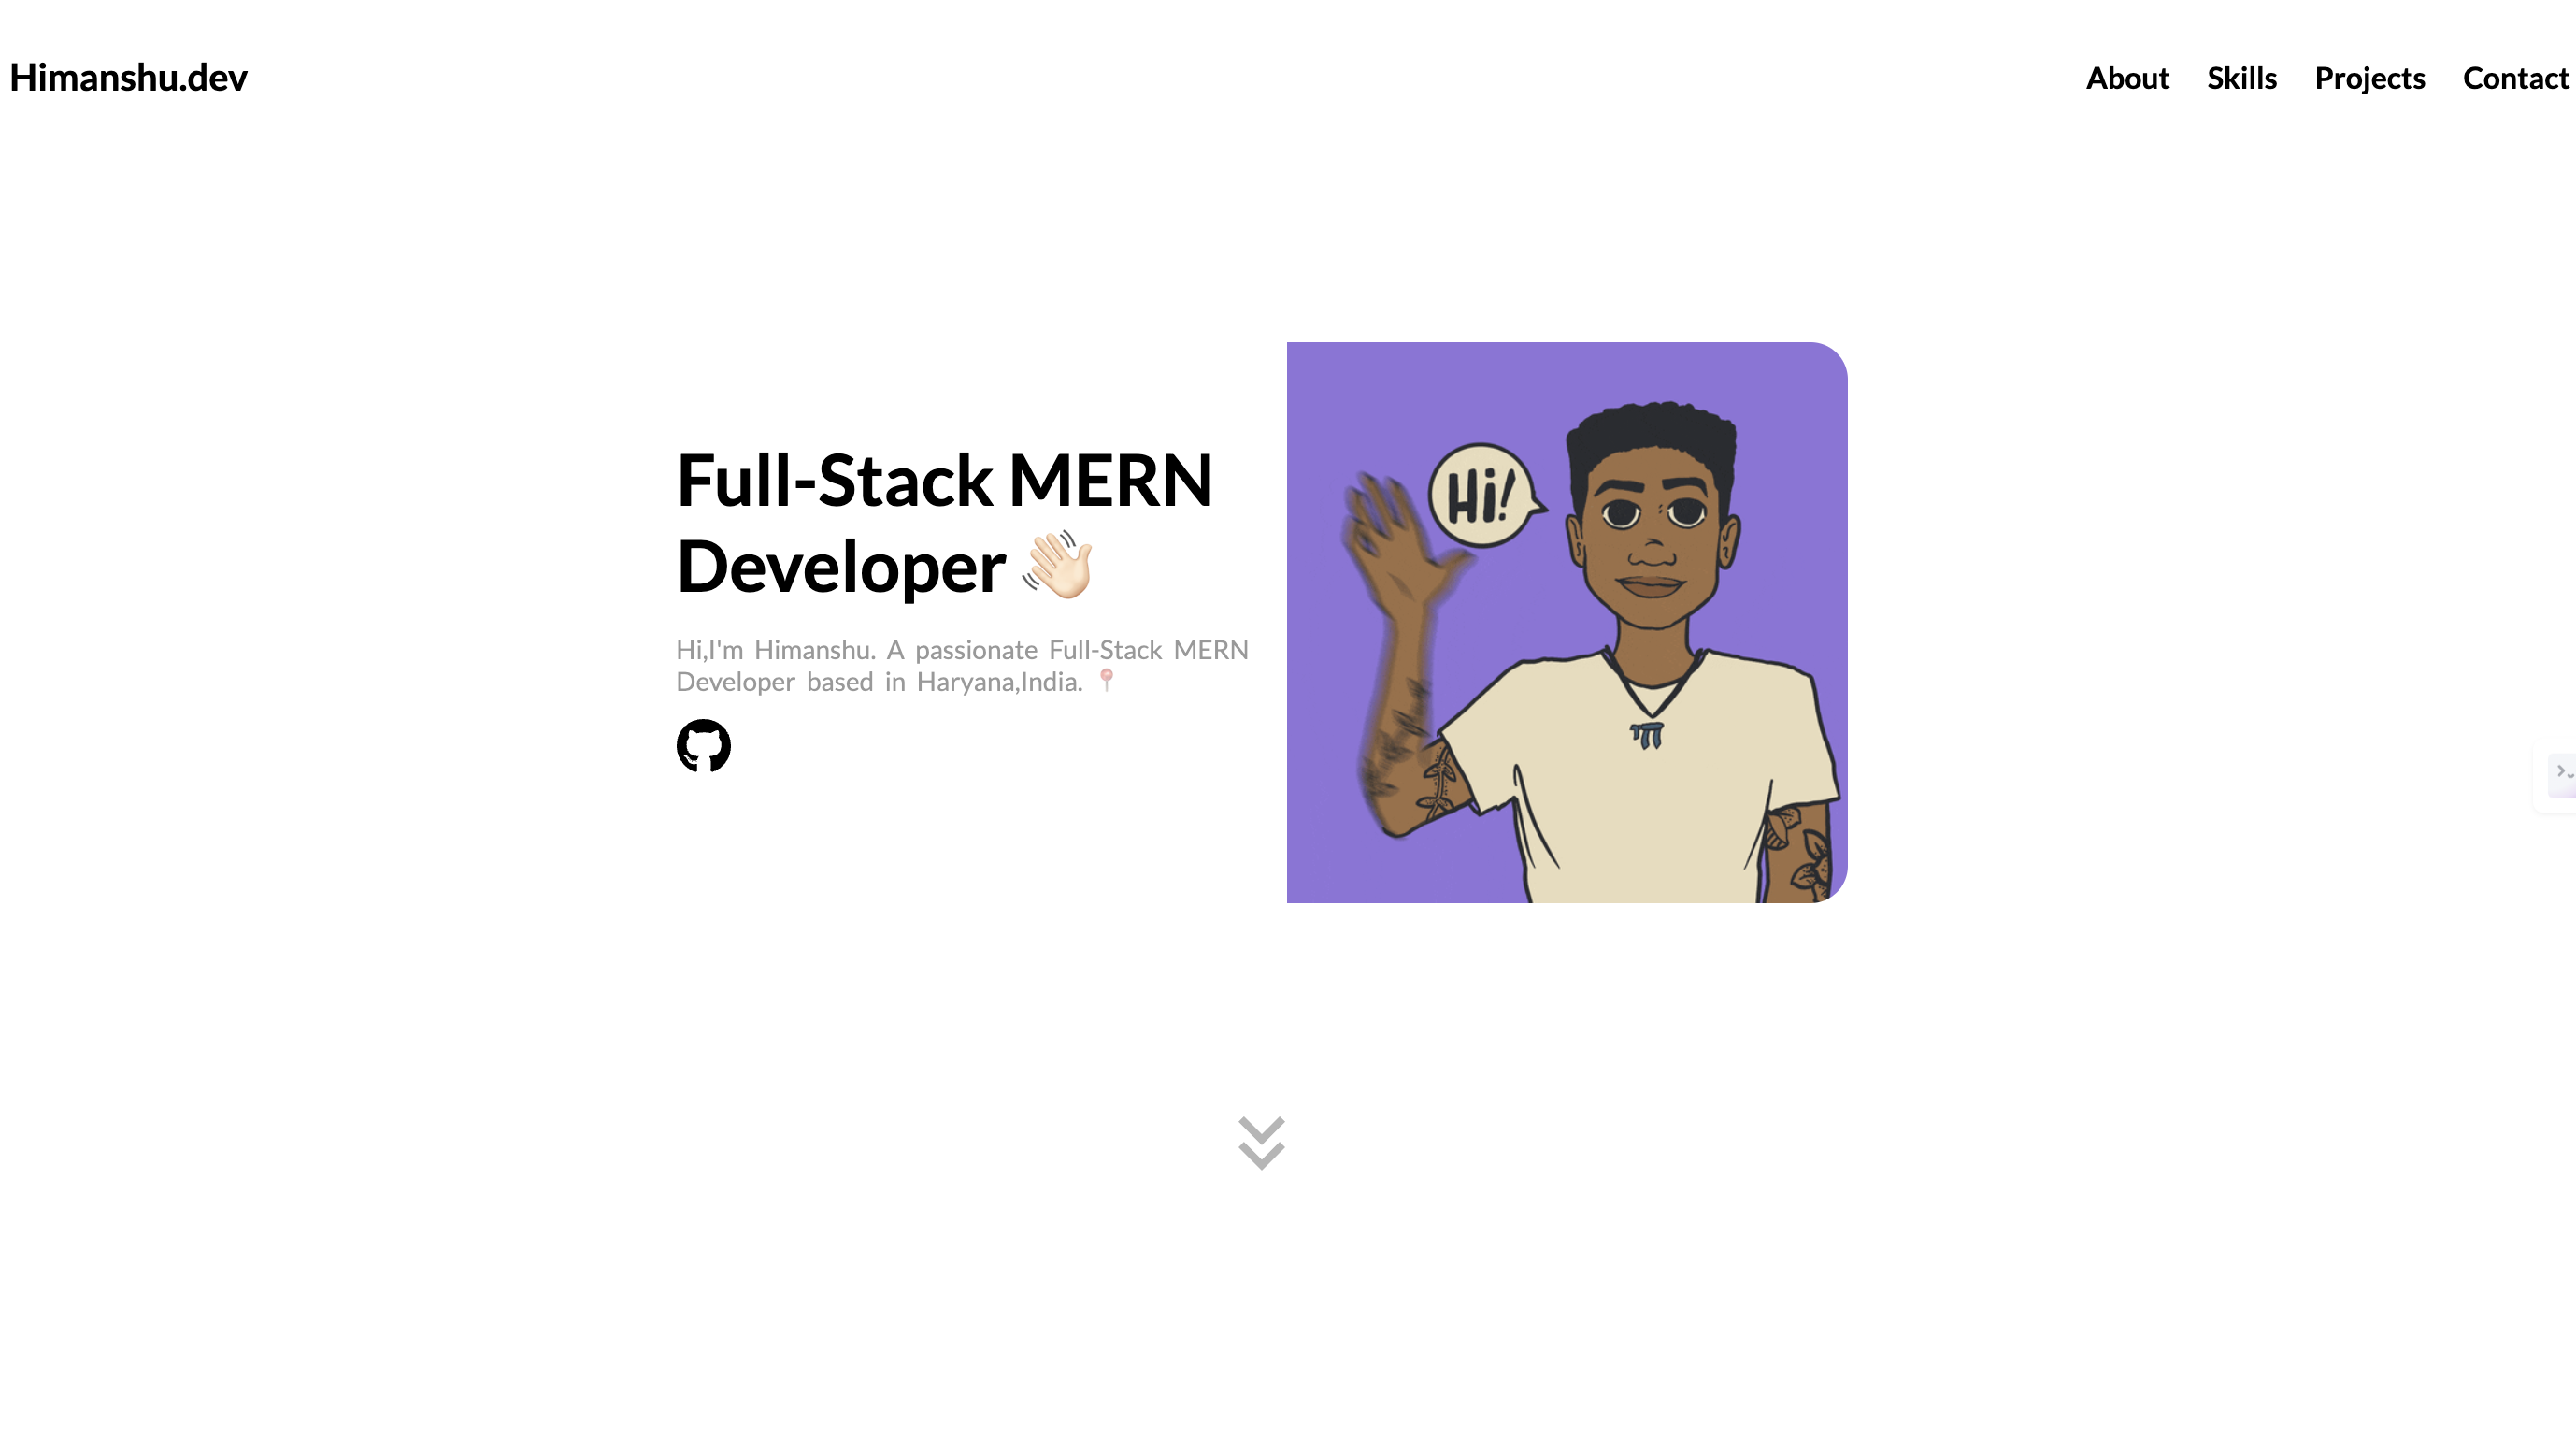 Himanshu.dev
About Skills Projects Contact
Full-Stack MERN
Developer 👋🏻
Hi,I'm Himanshu. A passionate Full-Stack MERN
Developer based in Haryana,India. 📍
Hi!